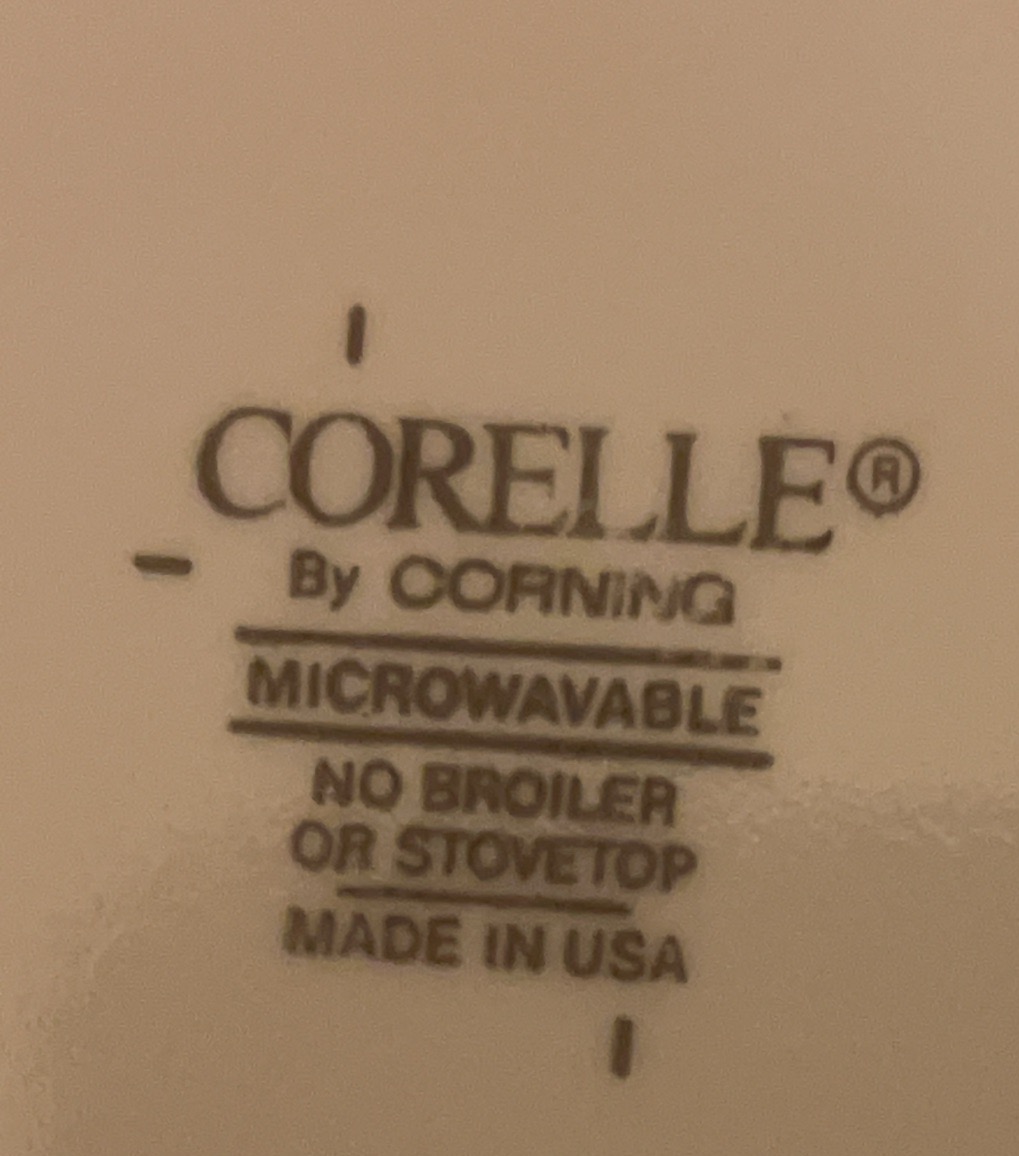 CORELLE®
By CORNING
MICROWAVABLE
NO BROILER
OR STOVETOP
MADE IN USA